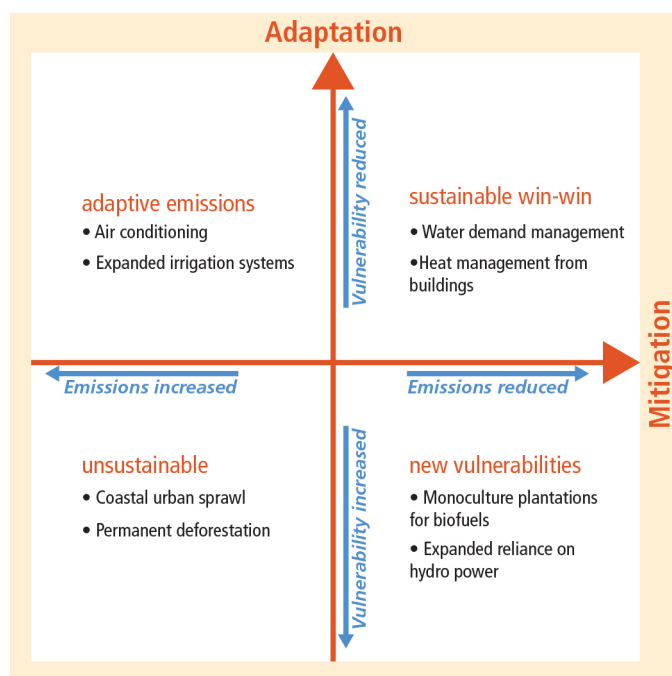 Adaptation
Vulnerability reduced
adaptive emissions
• Air conditioning
• Expanded irrigation systems
sustainable win-win
• Water demand management
•Heat management from
buildings
Mitigation
Emissions increased
Emissions reduced
unsustainable
• Coastal urban sprawl
• Permanent deforestation
Vulnerability increased
new vulnerabilities
• Monoculture plantations
for biofuels
• Expanded reliance on
hydro power